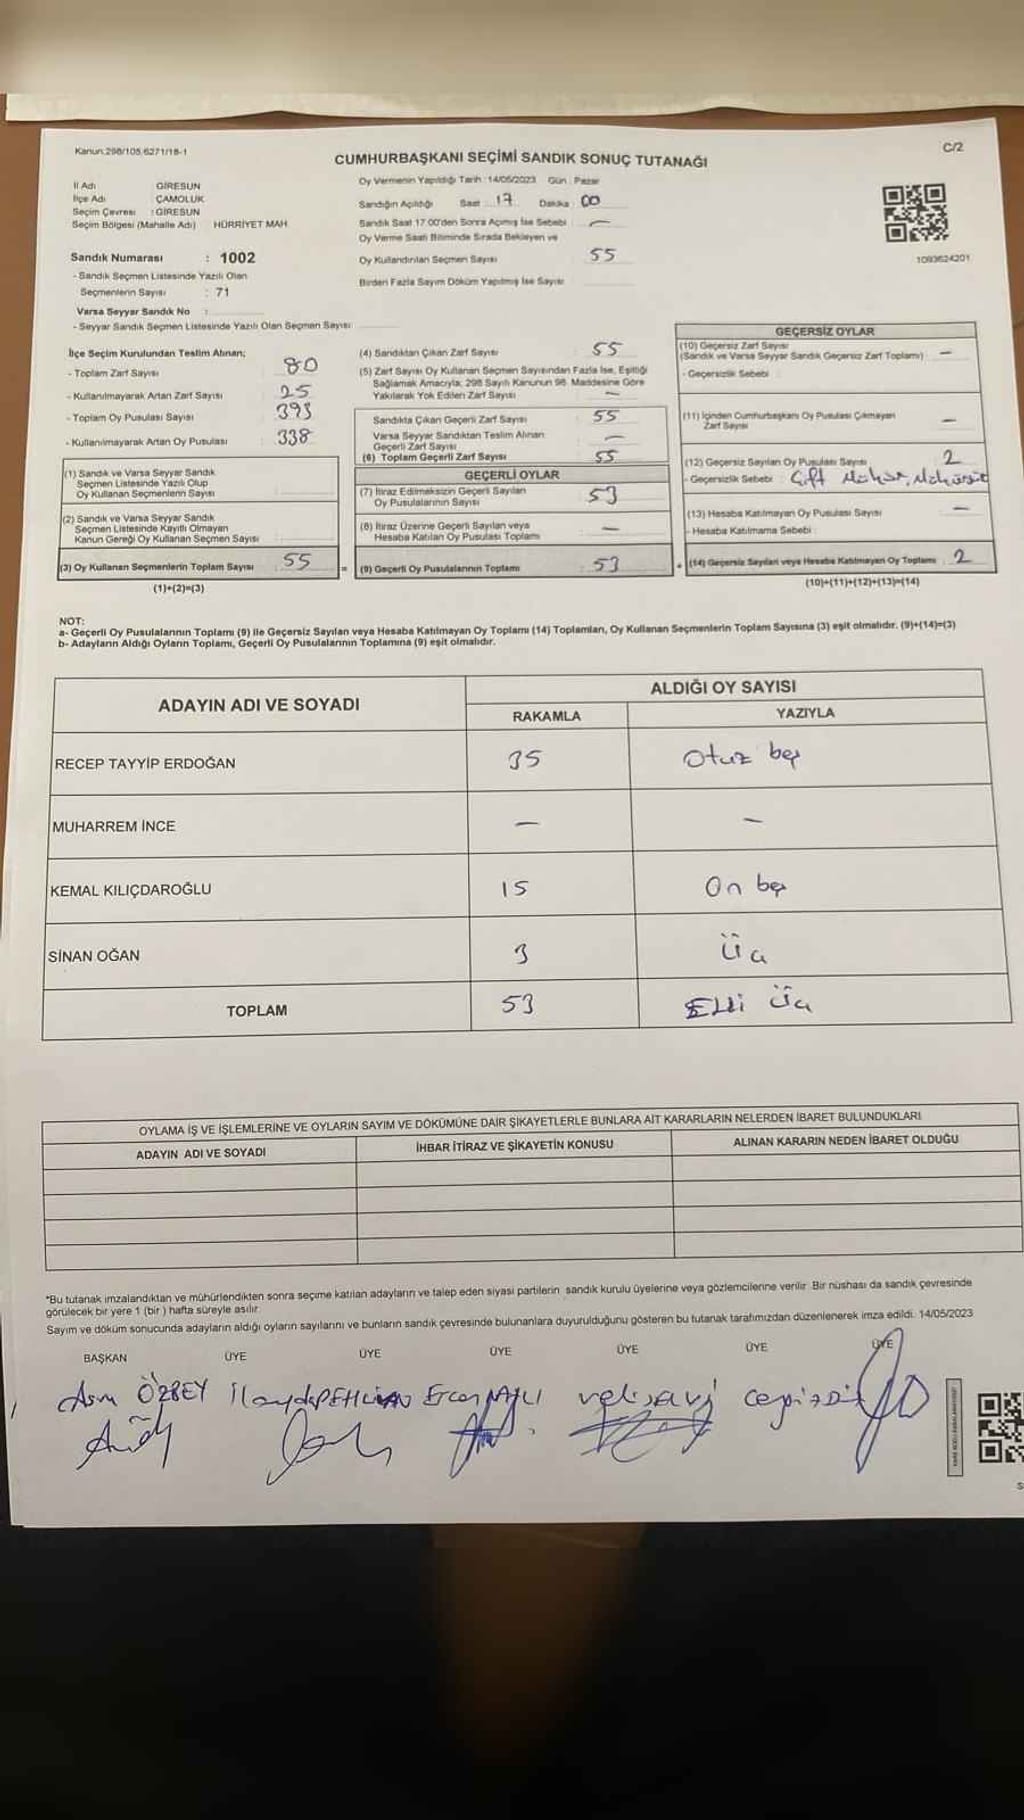 Kanun:298/105,6271/18-1
C/2
CUMHURBAŞKANI SEÇİMİ SANDIK SONUÇ TUTANAĞI
İl Adı GİRESUN
İlçe Adı ÇAMOLUK
Seçim Çevresi : GİRESUN
Seçim Bölgesi (Mahalle Adı) HÜRRİYET MAH.
Sandık Numarası : 1002
- Sandık Seçmen Listesinde Yazılı Olan
Seçmenlerin Sayısı : 71
Varsa Seyyar Sandık No :
- Seyyar Sandık Seçmen Listesinde Yazılı Olan Seçmen Sayısı
Oy Vermenin Yapıldığı Tarih : 14/05/2023 Gün : Pazar
Sandığın Açıldığı Saat : 17 Dakika : 00
Sandık Saat 17:00'den Sonra Açımış İse Sebebi : —
Oy Verme Saati Bitiminde Sırada Bekleyen ve
Oy Kullandırılan Seçmen Sayısı : 55
Birden Fazla Sayım Döküm Yapılmış İse Sayısı
1093624201
İlçe Seçim Kurulundan Teslim Alınan;
- Toplam Zarf Sayısı : 80
- Kullanılmayarak Artan Zarf Sayısı : 25
- Toplam Oy Pusulası Sayısı : 393
- Kullanılmayarak Artan Oy Pusulası : 338
(1) Sandık ve Varsa Seyyar Sandık
Seçmen Listesinde Yazılı Olup
Oy Kullanan Seçmenlerin Sayısı
(2) Sandık ve Varsa Seyyar Sandık
Seçmen Listesinde Kayıtlı Olmayan
Kanun Gereği Oy Kullanan Seçmen Sayısı
(3) Oy Kullanan Seçmenlerin Toplam Sayısı : 55
(1)+(2)=(3)
(4) Sandıktan Çıkan Zarf Sayısı : 55
(5) Zarf Sayısı Oy Kullanan Seçmen Sayısından Fazla İse, Eşitliği
Sağlamak Amacıyla; 298 Sayılı Kanunun 98. Maddesine Göre
Yakılarak Yok Edilen Zarf Sayısı : —
Sandıkta Çıkan Geçerli Zarf Sayısı : 55
Varsa Seyyar Sandıktan Teslim Alınan
Geçerli Zarf Sayısı : —
(6) Toplam Geçerli Zarf Sayısı : 55
GEÇERLİ OYLAR
(7) İtiraz Edilmeksizin Geçerli Sayılan
Oy Pusulalarının Sayısı : 53
(8) İtiraz Üzerine Geçerli Sayılan veya
Hesaba Katılan Oy Pusulası Toplamı : —
= (9) Geçerli Oy Pusulalarının Toplamı : 53
GEÇERSİZ OYLAR
(10) Geçersiz Zarf Sayısı
(Sandık ve Varsa Seyyar Sandık Geçersiz Zarf Toplamı) : —
- Geçersizlik Sebebi :
(11) İçinden Cumhurbaşkanı Oy Pusulası Çıkmayan
Zarf Sayısı : —
(12) Geçersiz Sayılan Oy Pusulası Sayısı : 2
- Geçersizlik Sebebi : Çift Mühür, Mühürsüz
(13) Hesaba Katılmayan Oy Pusulası Sayısı : —
- Hesaba Katılmama Sebebi :
+ (14) Geçersiz Sayılan veya Hesaba Katılmayan Oy Toplamı : 2
(10)+(11)+(12)+(13)=(14)
NOT:
a- Geçerli Oy Pusulalarının Toplamı (9) ile Geçersiz Sayılan veya Hesaba Katılmayan Oy Toplamı (14) Toplamları, Oy Kullanan Seçmenlerin Toplam Sayısına (3) eşit olmalıdır. (9)+(14)=(3)
b- Adayların Aldığı Oyların Toplamı, Geçerli Oy Pusulalarının Toplamına (9) eşit olmalıdır.
ADAYIN ADI VE SOYADI
ALDIĞI OY SAYISI
RAKAMLA YAZIYLA
RECEP TAYYİP ERDOĞAN 35 Otuz beş
MUHARREM İNCE — —
KEMAL KILIÇDAROĞLU 15 On beş
SİNAN OĞAN 3 Üç
TOPLAM 53 Elli Üç
OYLAMA İŞ VE İŞLEMLERİNE VE OYLARIN SAYIM VE DÖKÜMÜNE DAİR ŞİKAYETLERLE BUNLARA AİT KARARLARIN NELERDEN İBARET BULUNDUKLARI
ADAYIN ADI VE SOYADI İHBAR İTİRAZ VE ŞİKAYETİN KONUSU ALINAN KARARIN NEDEN İBARET OLDUĞU
*Bu tutanak imzalandıktan ve mühürlendikten sonra seçime katılan adayların ve talep eden siyasi partilerin sandık kurulu üyelerine veya gözlemcilerine verilir. Bir nüshası da sandık çevresinde
görülecek bir yere 1 (bir ) hafta süreyle asılır.
Sayım ve döküm sonucunda adayların aldığı oyların sayılarını ve bunların sandık çevresinde bulunanlara duyurulduğunu gösteren bu tutanak tarafımızdan düzenlenerek imza edildi. 14/05/2023
BAŞKAN ÜYE ÜYE ÜYE ÜYE ÜYE ÜYE
ÖZBEY